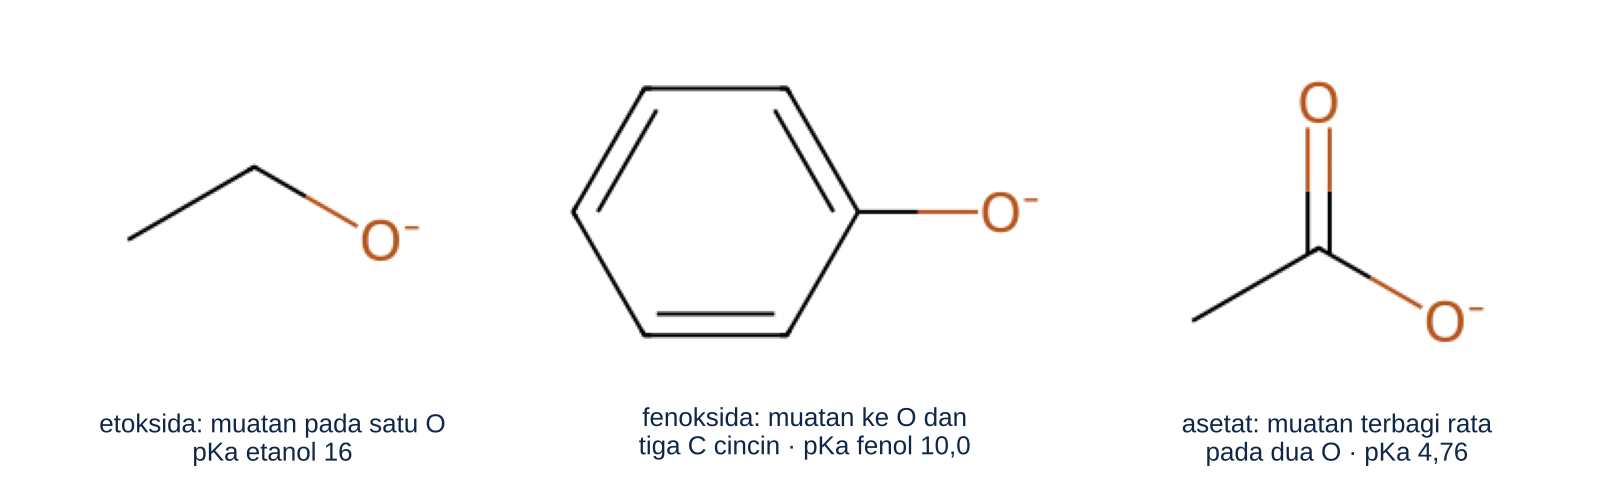 O⁻
O⁻
O
O⁻
etoksida: muatan pada satu O
pKa etanol 16
fenoksida: muatan ke O dan
tiga C cincin · pKa fenol 10,0
asetat: muatan terbagi rata
pada dua O · pKa 4,76